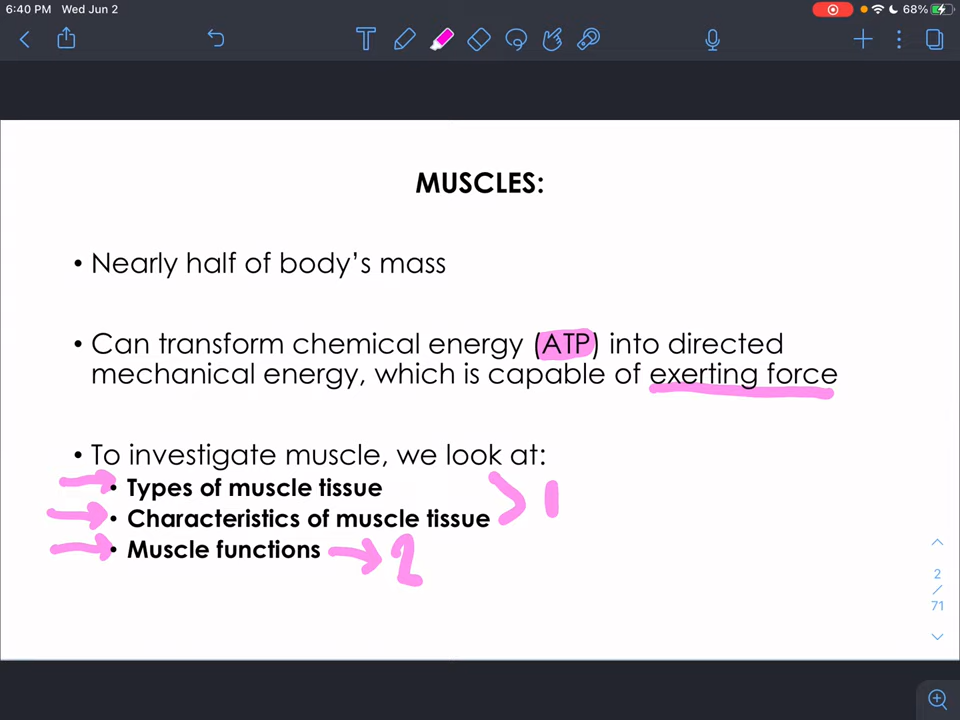 6:40 PM Wed Jun 2
68%
T
MUSCLES:
• Nearly half of body’s mass
• Can transform chemical energy (ATP) into directed
mechanical energy, which is capable of exerting force
• To investigate muscle, we look at:
• Types of muscle tissue
• Characteristics of muscle tissue > 1
• Muscle functions → 2
2
/
71